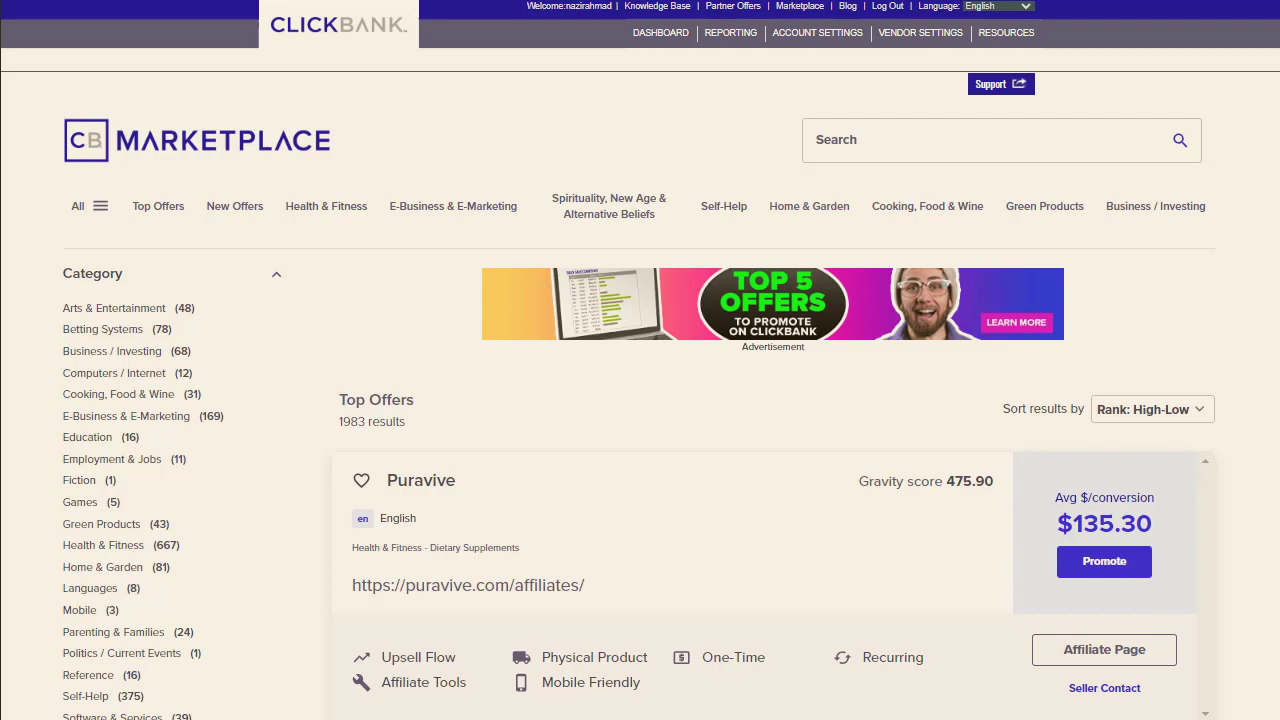 Welcome:nazirahmad | Knowledge Base | Partner Offers | Marketplace | Blog | Log Out | Language: English
CLICKBANK
DASHBOARD | REPORTING | ACCOUNT SETTINGS | VENDOR SETTINGS | RESOURCES
Support
CB MARKETPLACE
Search
All
Top Offers
New Offers
Health & Fitness
E-Business & E-Marketing
Spirituality, New Age &
Alternative Beliefs
Self-Help
Home & Garden
Cooking, Food & Wine
Green Products
Business / Investing
Category
Arts & Entertainment (48)
Betting Systems (78)
Business / Investing (68)
Computers / Internet (12)
Cooking, Food & Wine (31)
E-Business & E-Marketing (169)
Education (16)
Employment & Jobs (11)
Fiction (1)
Games (5)
Green Products (43)
Health & Fitness (667)
Home & Garden (81)
Languages (8)
Mobile (3)
Parenting & Families (24)
Politics / Current Events (1)
Reference (16)
Self-Help (375)
Software & Services (39)
TOP 5
OFFERS
TO PROMOTE
ON CLICKBANK
LEARN MORE
Advertisement
Top Offers
1983 results
Sort results by Rank: High-Low
Puravive
Gravity score 475.90
en English
Health & Fitness - Dietary Supplements
https://puravive.com/affiliates/
Avg $/conversion
$135.30
Promote
Upsell Flow
Physical Product
One-Time
Recurring
Affiliate Tools
Mobile Friendly
Affiliate Page
Seller Contact